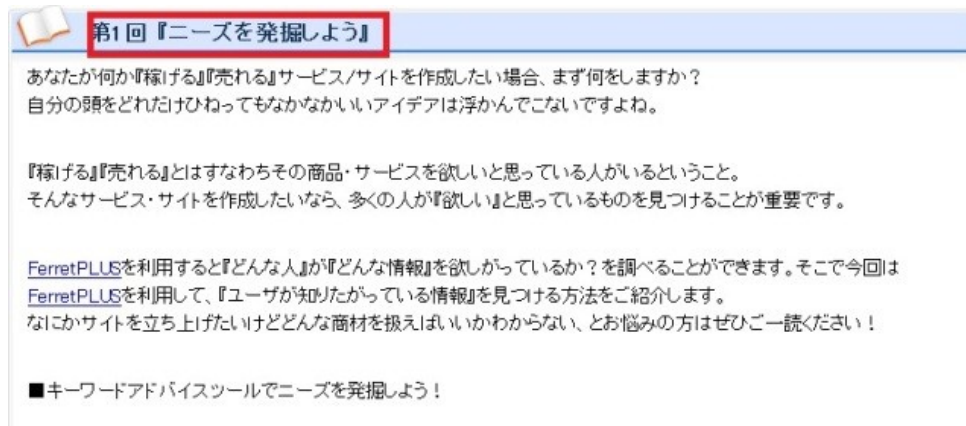 第1回『ニーズを発掘しよう』
あなたが何か『稼げる』『売れる』サービス/サイトを作成したい場合、まず何をしますか?
自分の頭をどれだけひねってもなかなかいいアイデアは浮かんでこないですよね。
『稼げる』『売れる』とはすなわちその商品・サービスを欲しいと思っている人がいるということ。
そんなサービス・サイトを作成したいなら、多くの人が『欲しい』と思っているものを見つけることが重要です。
FerretPLUSを利用すると『どんな人』が『どんな情報』を欲しがっているか?を調べることができます。そこで今回は
FerretPLUSを利用して、『ユーザが知りたがっている情報』を見つける方法をご紹介します。
なにかサイトを立ち上げたいけどどんな商材を扱えばいいかわからない、とお悩みの方はぜひご一読ください!
■キーワードアドバイスツールでニーズを発掘しよう!